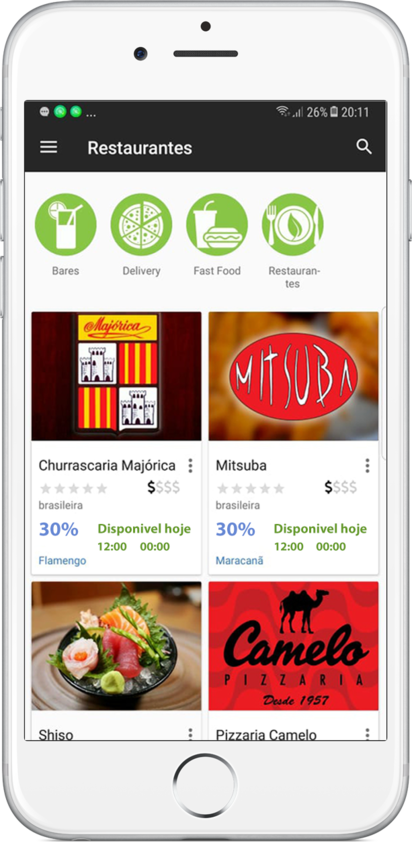 ... 26% 20:11
Restaurantes
Bares
Delivery
Fast Food
Restauran-
tes
Majórica
MITSUBA
Churrascaria Majórica
$$$$
brasileira
30% Disponivel hoje
12:00 00:00
Flamengo
Mitsuba
$$$$
brasileira
30% Disponivel hoje
12:00 00:00
Maracanã
Camelo
PIZZARIA
Desde 1957
Shiso
Pizzaria Camelo